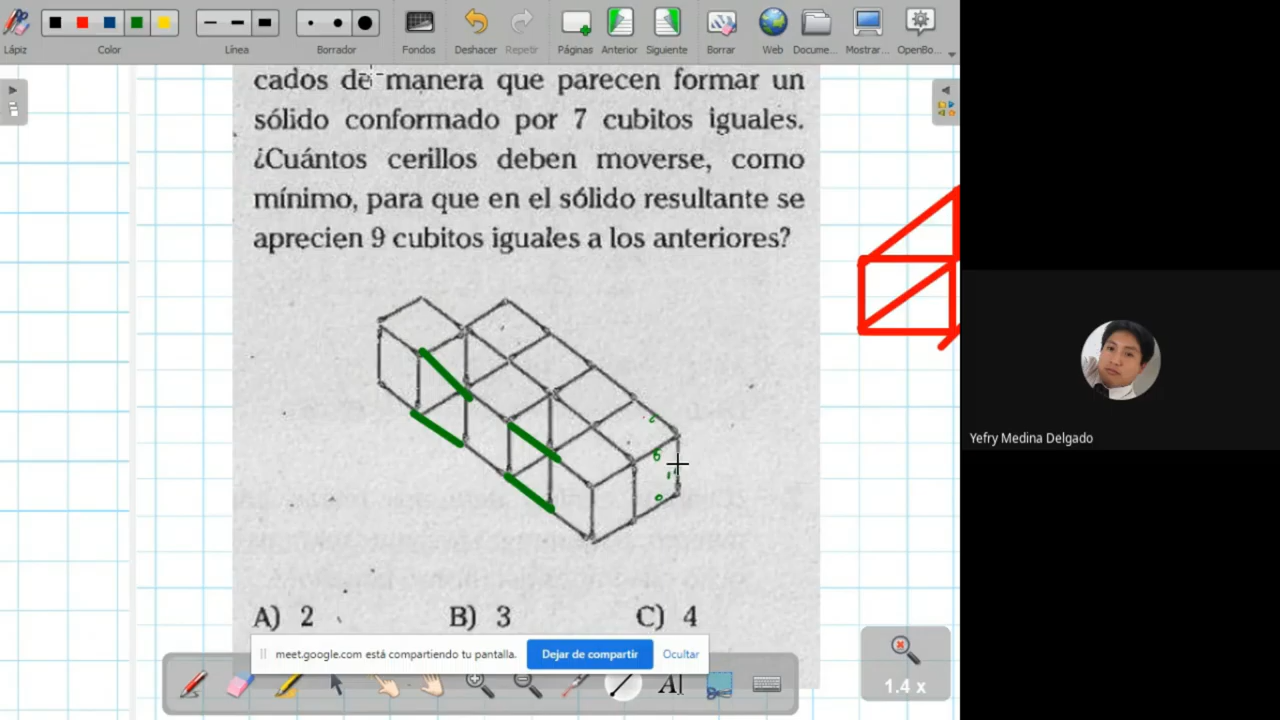 Lápiz
Color
Línea
Borrador
Fondos
Deshacer
Repetir
Páginas
Anterior
Siguiente
Borrar
Web
Docume...
Mostrar...
OpenBo...
cados de manera que parecen formar un
sólido conformado por 7 cubitos iguales.
¿Cuántos cerillos deben moverse, como
mínimo, para que en el sólido resultante se
aprecien 9 cubitos iguales a los anteriores?
A) 2 B) 3 C) 4
meet.google.com está compartiendo tu pantalla. Dejar de compartir Ocultar
AI
1.4 x
Yefry Medina Delgado